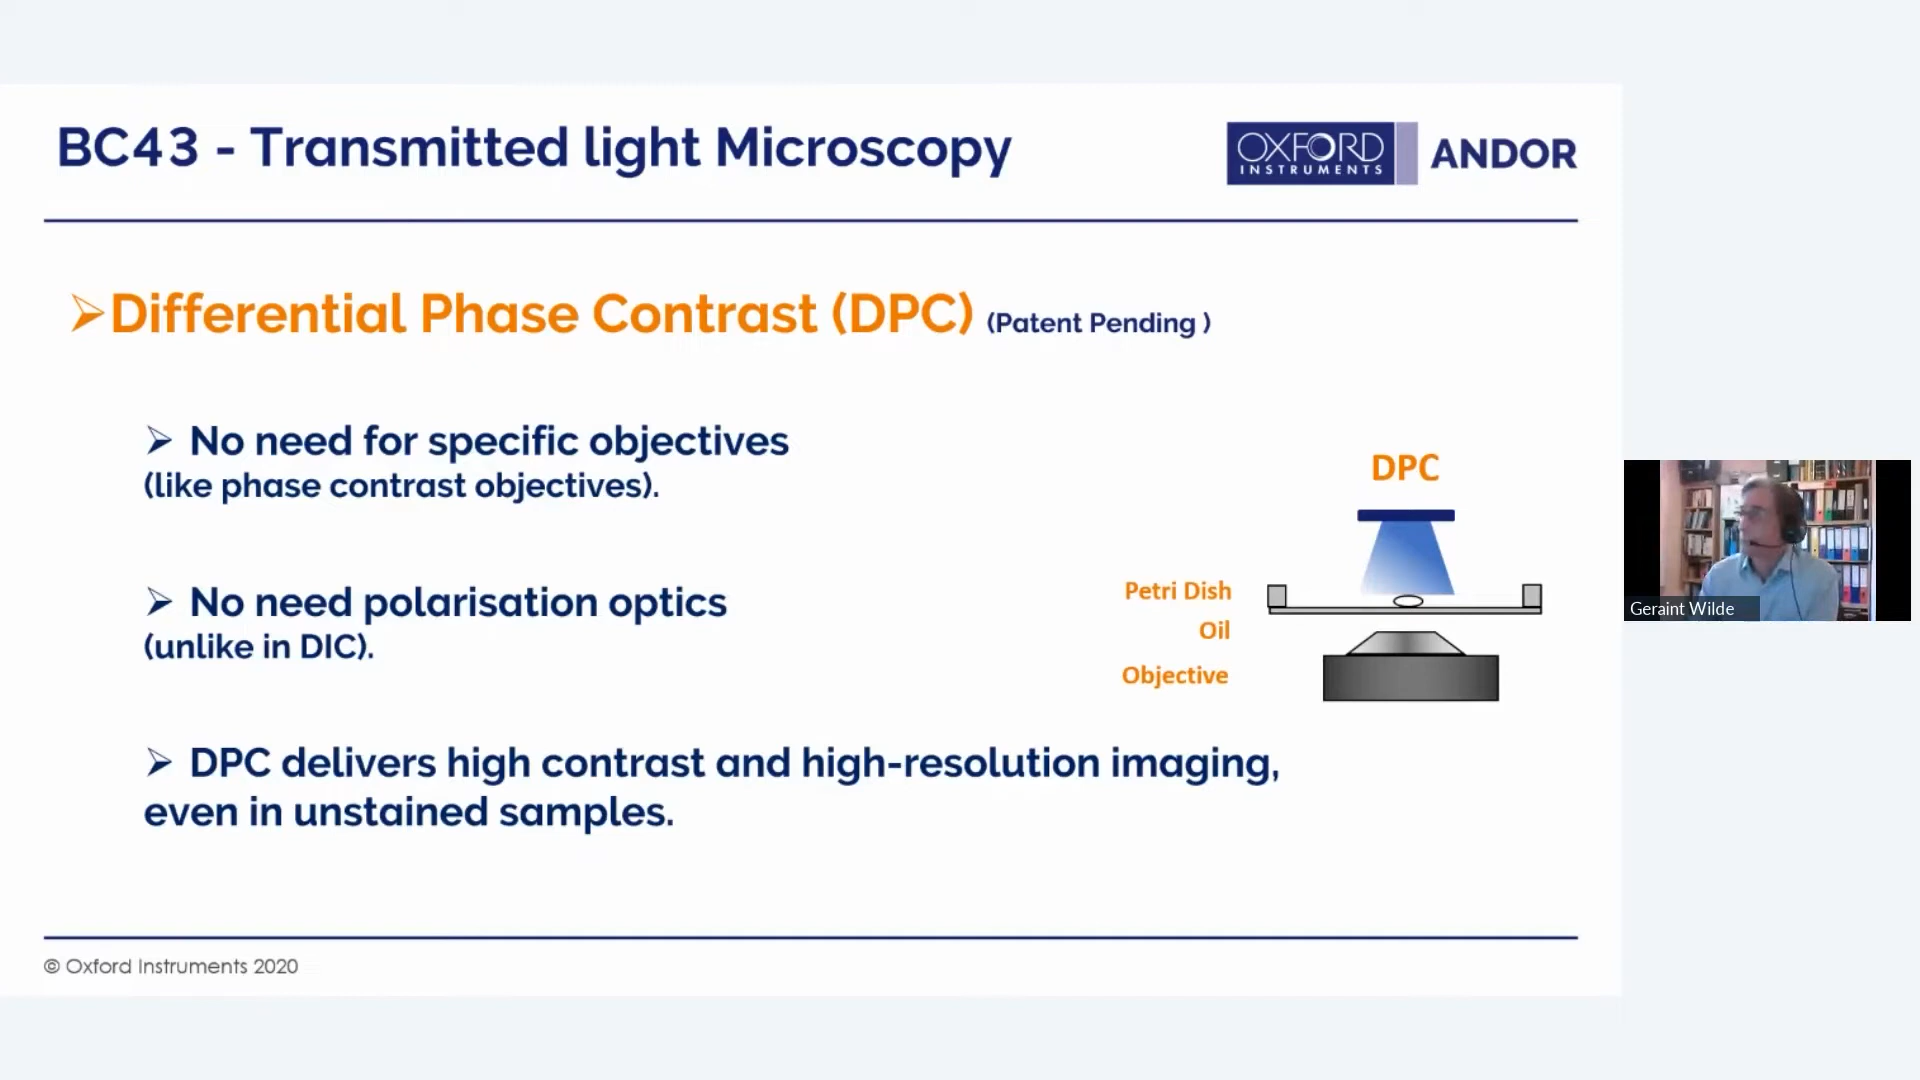 BC43 - Transmitted light Microscopy
OXFORD
INSTRUMENTS
ANDOR
Differential Phase Contrast (DPC) (Patent Pending )
No need for specific objectives
(like phase contrast objectives).
No need polarisation optics
(unlike in DIC).
DPC delivers high contrast and high-resolution imaging,
even in unstained samples.
DPC
Petri Dish
Oil
Objective
Geraint Wilde
© Oxford Instruments 2020